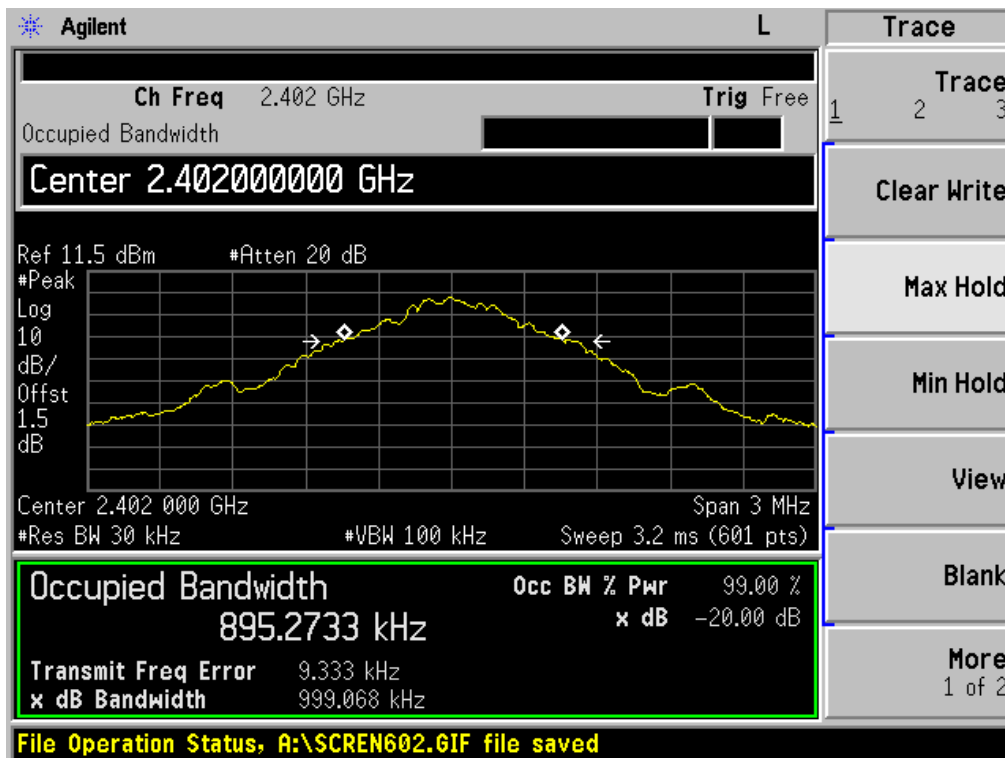 Agilent L
Ch Freq 2.402 GHz Trig Free
Occupied Bandwidth
Center 2.402000000 GHz
Ref 11.5 dBm #Atten 20 dB
#Peak
Log
10
dB/
Offst
1.5
dB
Center 2.402 000 GHz Span 3 MHz
#Res BW 30 kHz #VBW 100 kHz Sweep 3.2 ms (601 pts)
Occupied Bandwidth
895.2733 kHz
Occ BW % Pwr 99.00 %
x dB -20.00 dB
Transmit Freq Error 9.333 kHz
x dB Bandwidth 999.068 kHz
File Operation Status, A:\SCREN602.GIF file saved
Trace
Trace
1 2 3
Clear Write
Max Hold
Min Hold
View
Blank
More
1 of 2